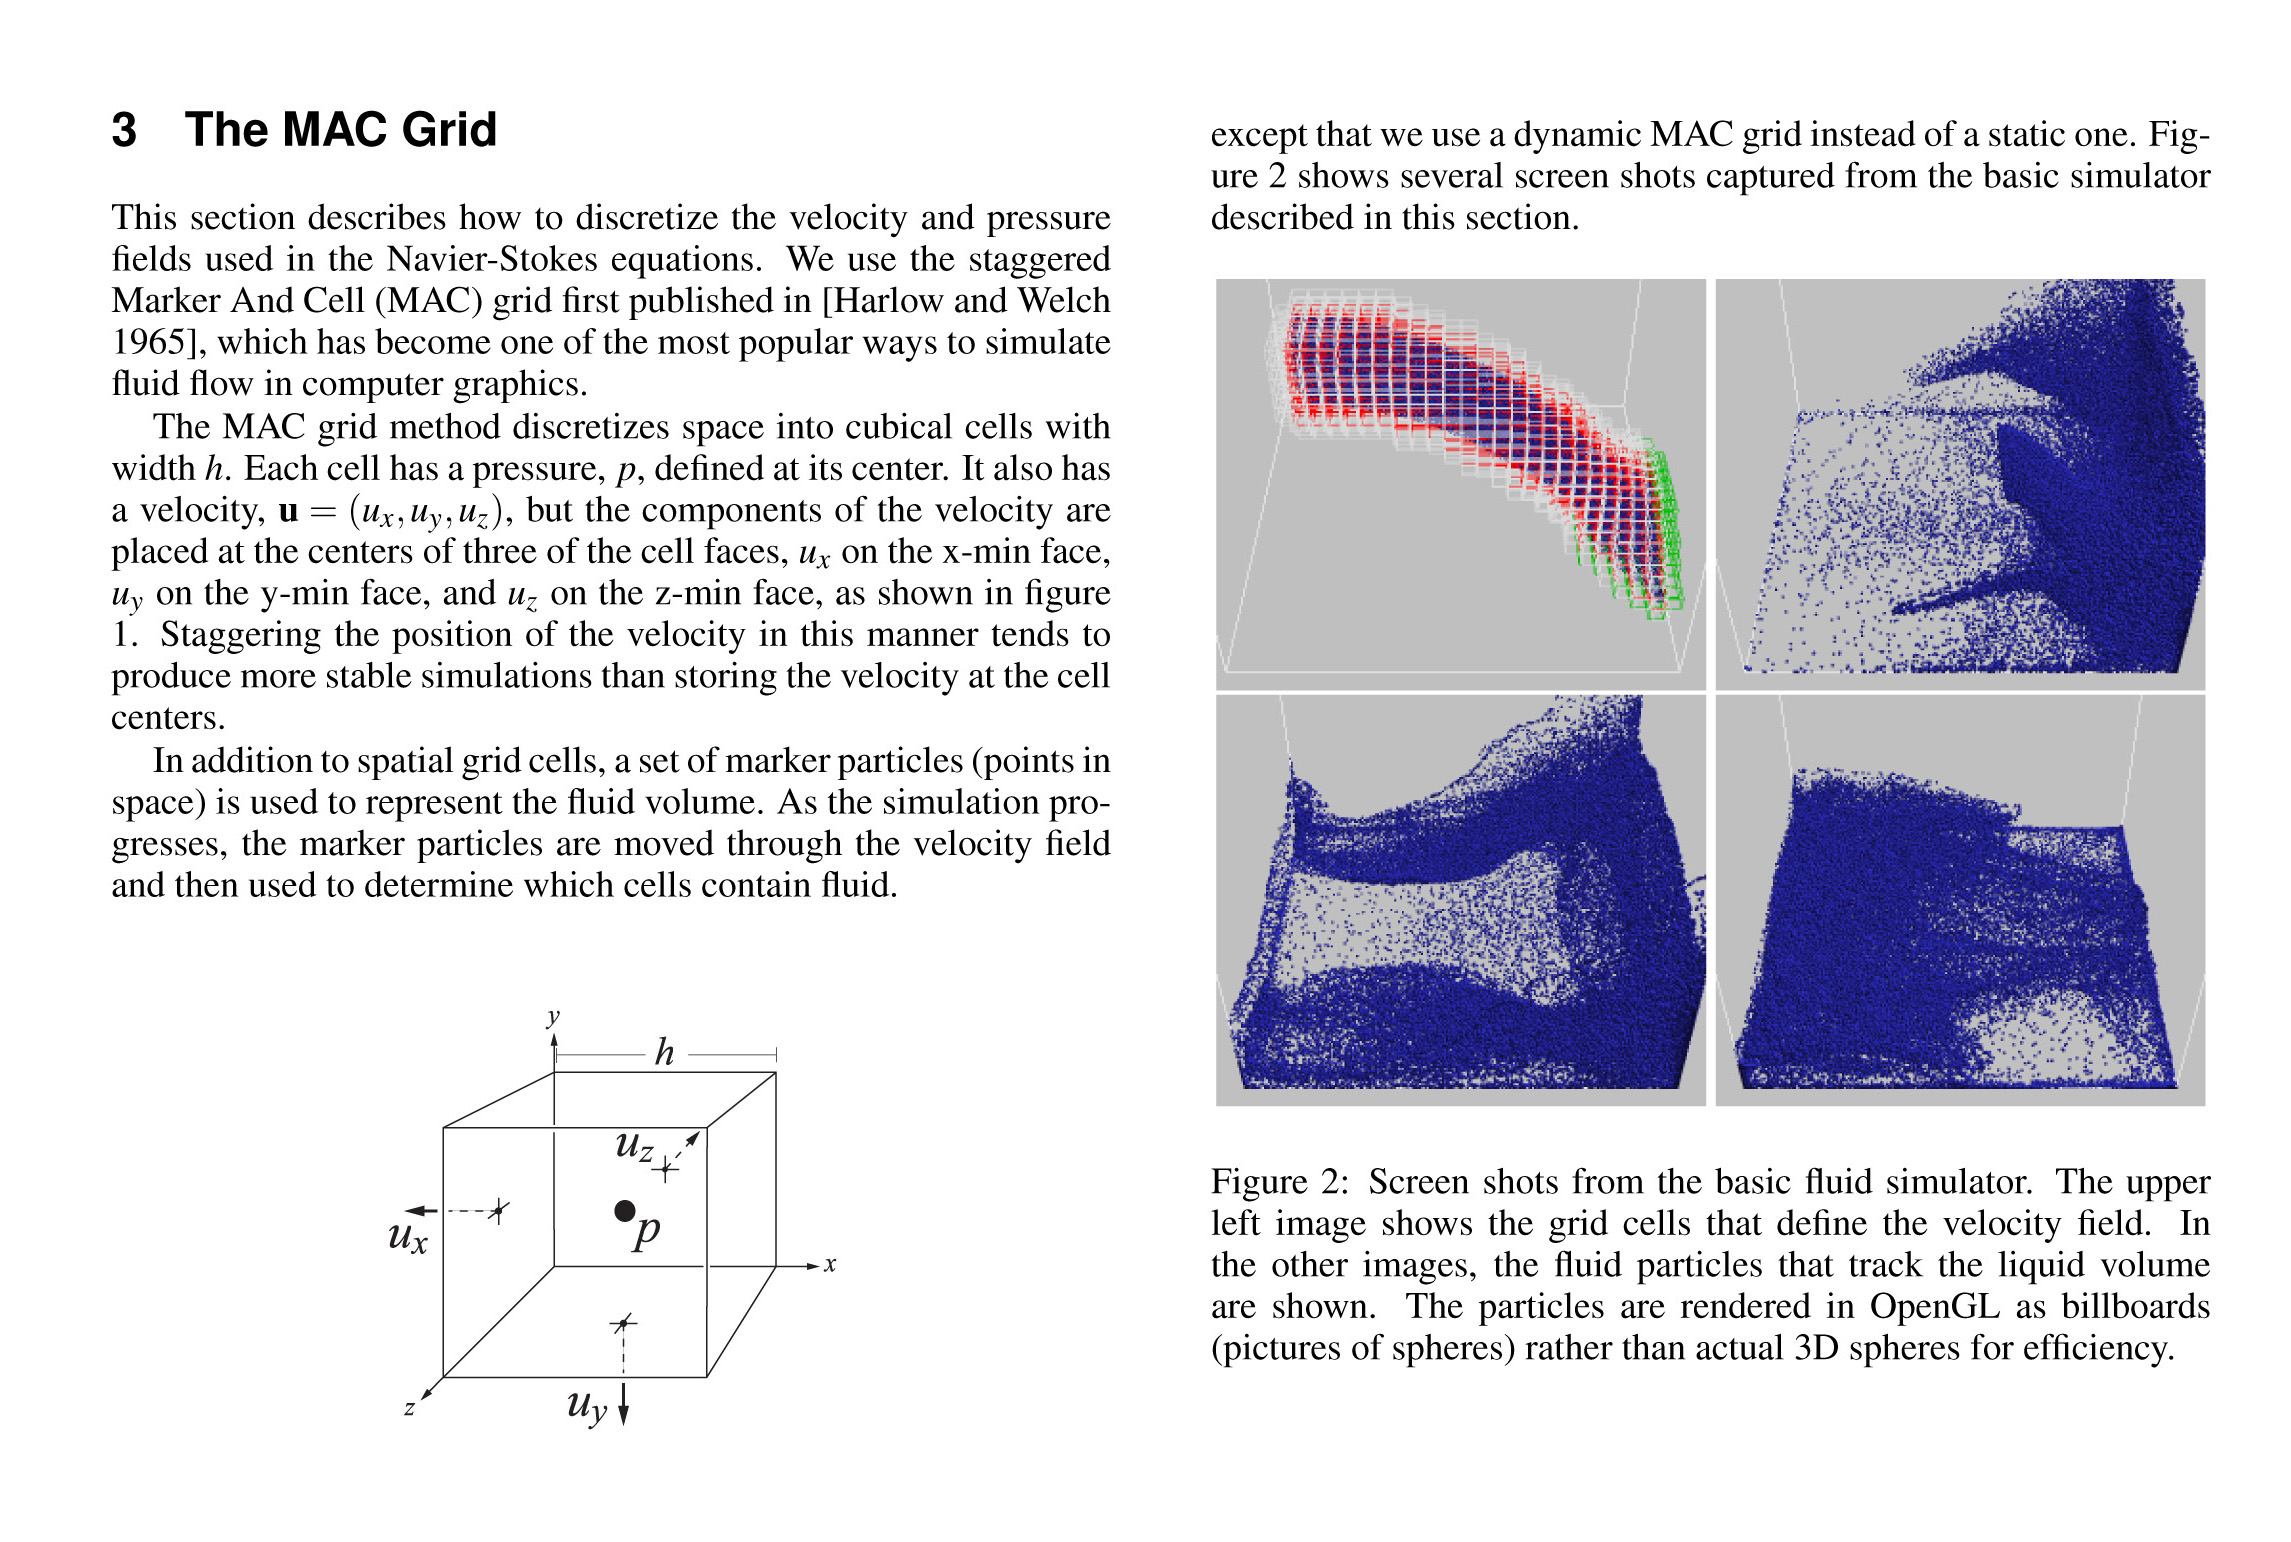 3 The MAC Grid
This section describes how to discretize the velocity and pressure
fields used in the Navier-Stokes equations. We use the staggered
Marker And Cell (MAC) grid first published in [Harlow and Welch
1965], which has become one of the most popular ways to simulate
fluid flow in computer graphics.
The MAC grid method discretizes space into cubical cells with
width h. Each cell has a pressure, p, defined at its center. It also has
a velocity, u = (ux, uy, uz), but the components of the velocity are
placed at the centers of three of the cell faces, ux on the x-min face,
uy on the y-min face, and uz on the z-min face, as shown in figure
1. Staggering the position of the velocity in this manner tends to
produce more stable simulations than storing the velocity at the cell
centers.
In addition to spatial grid cells, a set of marker particles (points in
space) is used to represent the fluid volume. As the simulation pro-
gresses, the marker particles are moved through the velocity field
and then used to determine which cells contain fluid.
y
h
uz
ux
p
x
z
uy
except that we use a dynamic MAC grid instead of a static one. Fig-
ure 2 shows several screen shots captured from the basic simulator
described in this section.
Figure 2: Screen shots from the basic fluid simulator. The upper
left image shows the grid cells that define the velocity field. In
the other images, the fluid particles that track the liquid volume
are shown. The particles are rendered in OpenGL as billboards
(pictures of spheres) rather than actual 3D spheres for efficiency.